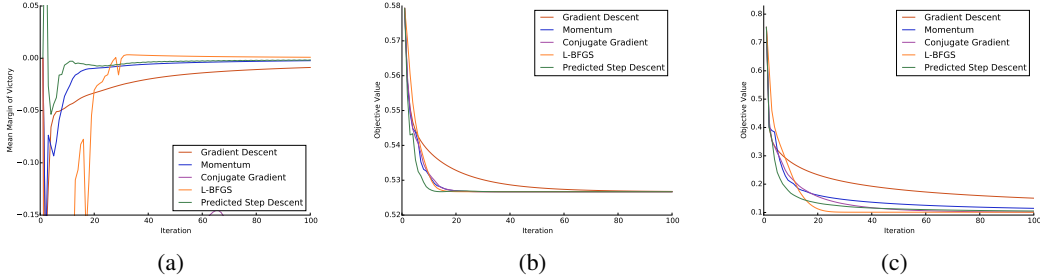 0.05
0.00
−0.05
−0.10
−0.15
0
20
40
60
80
100
Iteration
Mean Margin of Victory
Gradient Descent
Momentum
Conjugate Gradient
L-BFGS
Predicted Step Descent
(a)
0.58
0.57
0.56
0.55
0.54
0.53
0.52
0
20
40
60
80
100
Iteration
Objective Value
Gradient Descent
Momentum
Conjugate Gradient
L-BFGS
Predicted Step Descent
(b)
0.8
0.7
0.6
0.5
0.4
0.3
0.2
0.1
0
20
40
60
80
100
Iteration
Objective Value
Gradient Descent
Momentum
Conjugate Gradient
L-BFGS
Predicted Step Descent
(c)